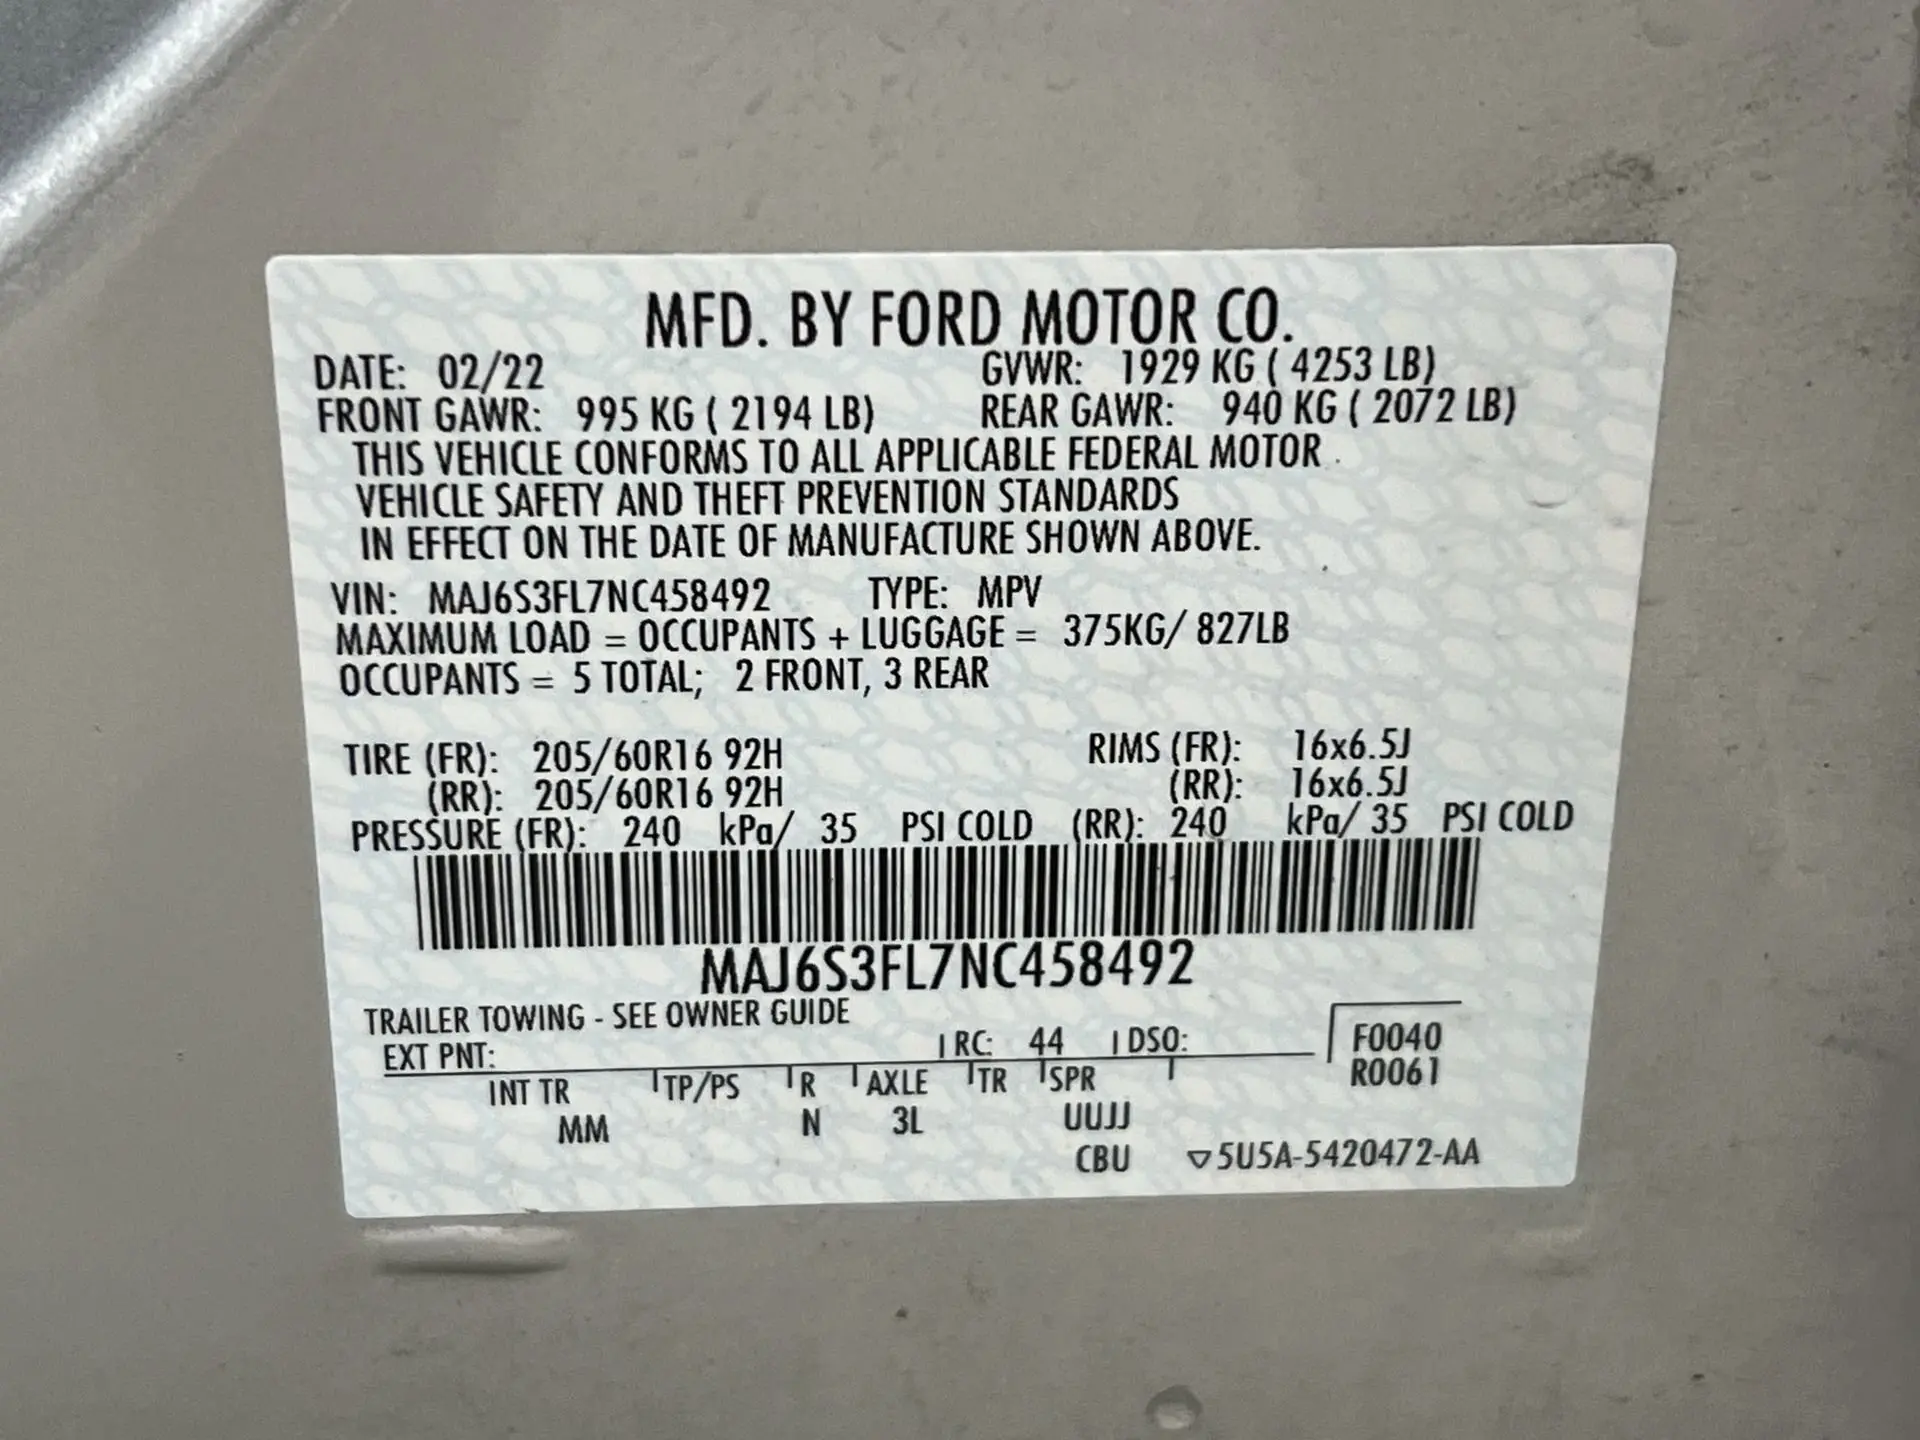 MFD. BY FORD MOTOR CO.
DATE: 02/22 GVWR: 1929 KG ( 4253 LB)
FRONT GAWR: 995 KG ( 2194 LB) REAR GAWR: 940 KG ( 2072 LB)
THIS VEHICLE CONFORMS TO ALL APPLICABLE FEDERAL MOTOR
VEHICLE SAFETY AND THEFT PREVENTION STANDARDS
IN EFFECT ON THE DATE OF MANUFACTURE SHOWN ABOVE.
VIN: MAJ6S3FL7NC458492 TYPE: MPV
MAXIMUM LOAD = OCCUPANTS + LUGGAGE = 375KG/ 827LB
OCCUPANTS = 5 TOTAL; 2 FRONT, 3 REAR
TIRE (FR): 205/60R16 92H RIMS (FR): 16x6.5J
(RR): 205/60R16 92H (RR): 16x6.5J
PRESSURE (FR): 240 kPa/ 35 PSI COLD (RR): 240 kPa/ 35 PSI COLD
MAJ6S3FL7NC458492
TRAILER TOWING - SEE OWNER GUIDE
EXT PNT: RC: 44 DSO: F0040
INT TR TP/PS R AXLE TR SPR R0061
MM N 3L UUJJ
CBU ▽5U5A-5420472-AA